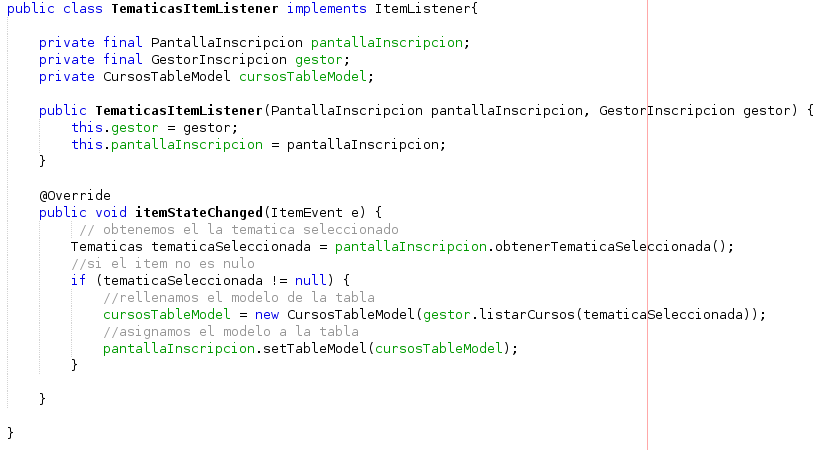 public class TematicasItemListener implements ItemListener{
private final PantallaInscripcion pantallaInscripcion;
private final GestorInscripcion gestor;
private CursosTableModel cursosTableModel;
public TematicasItemListener(PantallaInscripcion pantallaInscripcion, GestorInscripcion gestor) {
this.gestor = gestor;
this.pantallaInscripcion = pantallaInscripcion;
}
@Override
public void itemStateChanged(ItemEvent e) {
// obtenemos el la tematica seleccionado
Tematicas tematicaSeleccionada = pantallaInscripcion.obtenerTematicaSeleccionada();
//si el item no es nulo
if (tematicaSeleccionada != null) {
//rellenamos el modelo de la tabla
cursosTableModel = new CursosTableModel(gestor.listarCursos(tematicaSeleccionada));
//asignamos el modelo a la tabla
pantallaInscripcion.setTableModel(cursosTableModel);
}
}
}